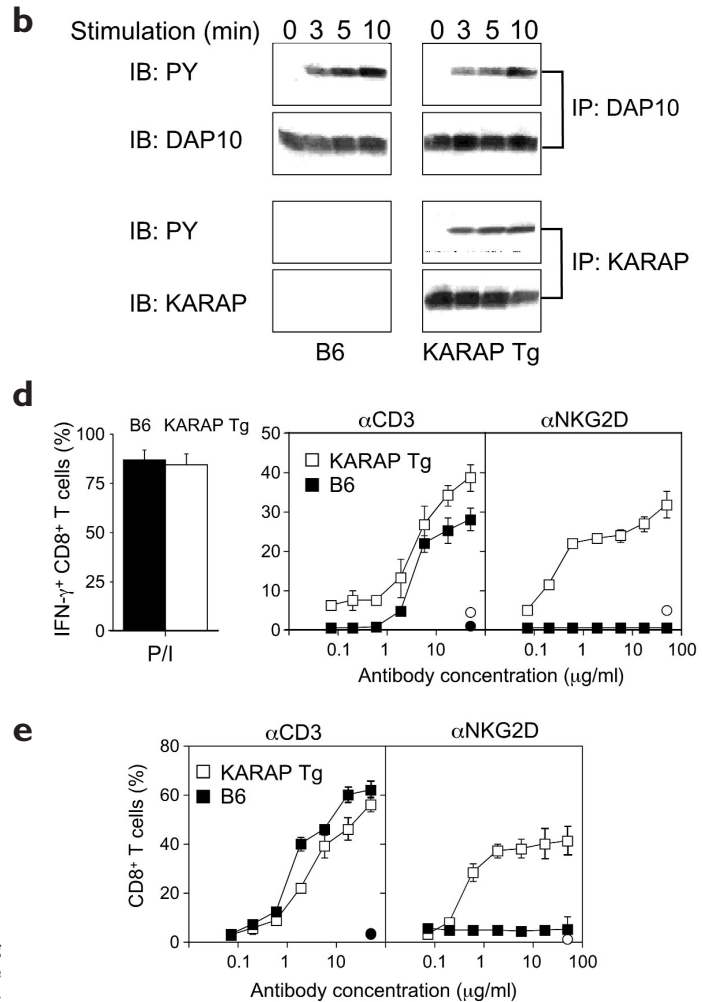 b
Stimulation (min) 0 3 5 10 0 3 5 10
IB: PY
IP: DAP10
IB: DAP10
IB: PY
IP: KARAP
IB: KARAP
B6 KARAP Tg
d
αCD3 αNKG2D
B6 KARAP Tg
IFN-γ⁺ CD8⁺ T cells (%)
100
75
50
25
0
P/I
50
40
30
20
10
0
KARAP Tg
B6
0.1 1 10 0.1 1 10 100
Antibody concentration (μg/ml)
e
αCD3 αNKG2D
CD8⁺ T cells (%)
80
60
40
20
0
KARAP Tg
B6
0.1 1 10 0.1 1 10 100
Antibody concentration (μg/ml)